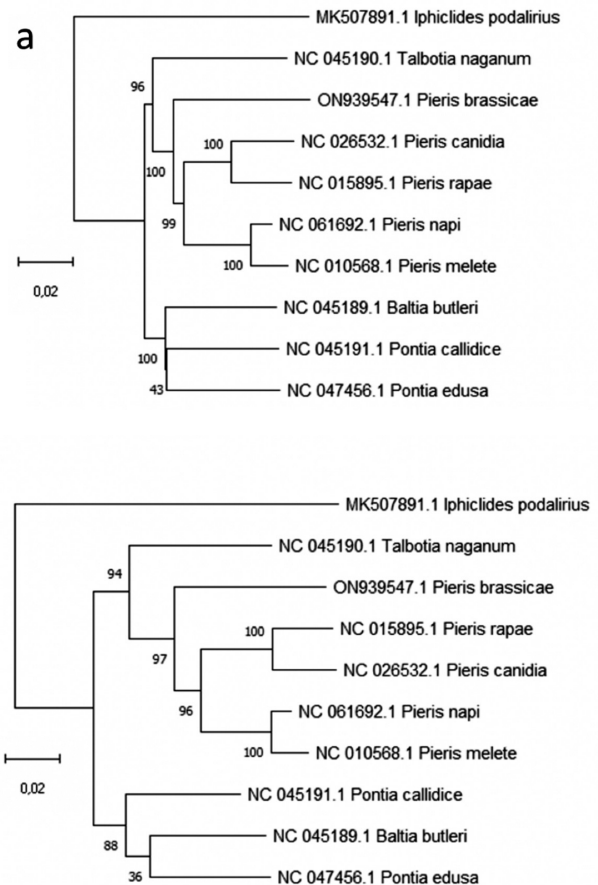 a
MK507891.1 Iphiclides podalirius
NC 045190.1 Talbotia naganum
96
ON939547.1 Pieris brassicae
NC 026532.1 Pieris canidia
100
100
NC 015895.1 Pieris rapae
NC 061692.1 Pieris napi
99
NC 010568.1 Pieris melete
100
0,02
NC 045189.1 Baltia butleri
NC 045191.1 Pontia callidice
100
NC 047456.1 Pontia edusa
43
MK507891.1 Iphiclides podalirius
NC 045190.1 Talbotia naganum
94
ON939547.1 Pieris brassicae
NC 015895.1 Pieris rapae
100
97
NC 026532.1 Pieris canidia
NC 061692.1 Pieris napi
96
NC 010568.1 Pieris melete
100
0,02
NC 045191.1 Pontia callidice
NC 045189.1 Baltia butleri
88
NC 047456.1 Pontia edusa
36